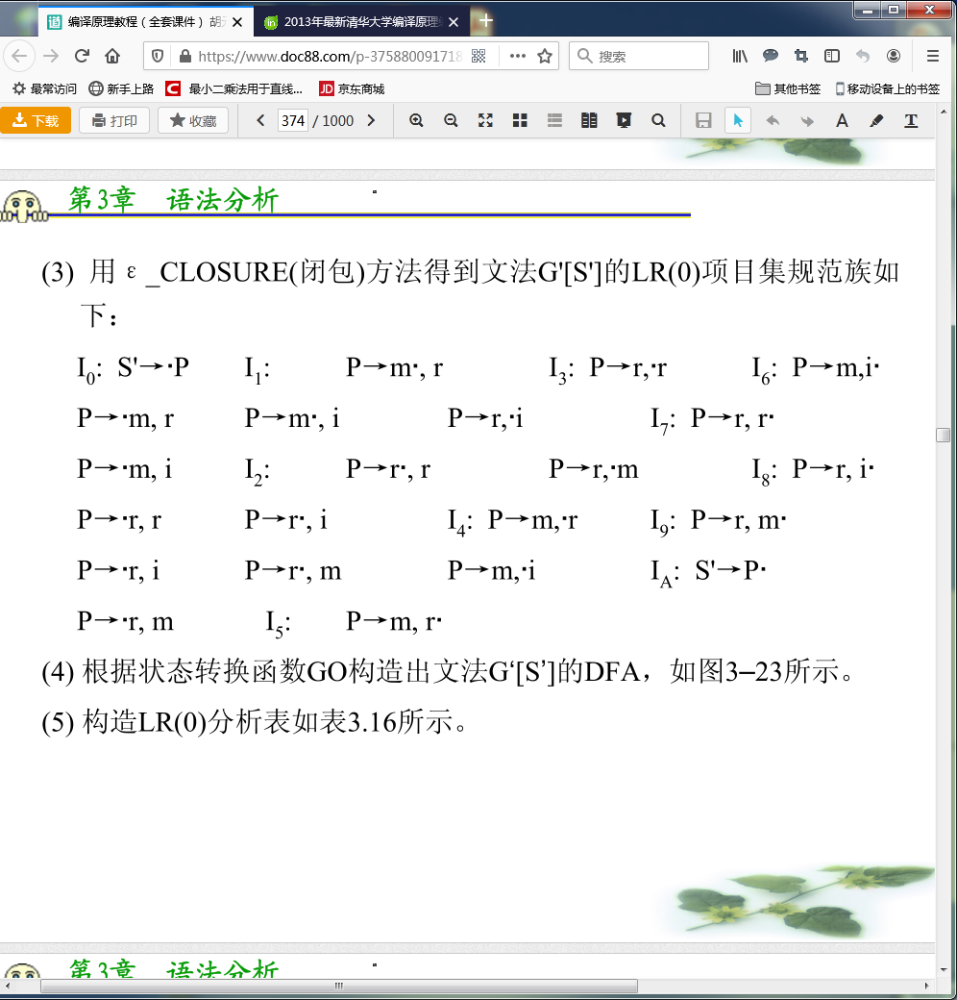 编译原理教程（全套课件）胡
2013年最新清华大学编译原理
https://www.doc88.com/p-375880091718
搜索
最常访问 新手上路 最小二乘法用于直线... JD 京东商城 其他书签 移动设备上的书签
下载 打印 收藏 374 / 1000
第3章 语法分析
(3) 用ε_CLOSURE(闭包)方法得到文法G'[S']的LR(0)项目集规范族如
下：
I0: S'→·P I1: P→m·, r I3: P→r,·r I6: P→m,i·
P→·m, r P→m·, i P→r,·i I7: P→r, r·
P→·m, i I2: P→r·, r P→r,·m I8: P→r, i·
P→·r, r P→r·, i I4: P→m,·r I9: P→r, m·
P→·r, i P→r·, m P→m,·i IA: S'→P·
P→·r, m I5: P→m, r·
(4) 根据状态转换函数GO构造出文法G‘[S’]的DFA，如图3–23所示。
(5) 构造LR(0)分析表如表3.16所示。
第3章 语法分析